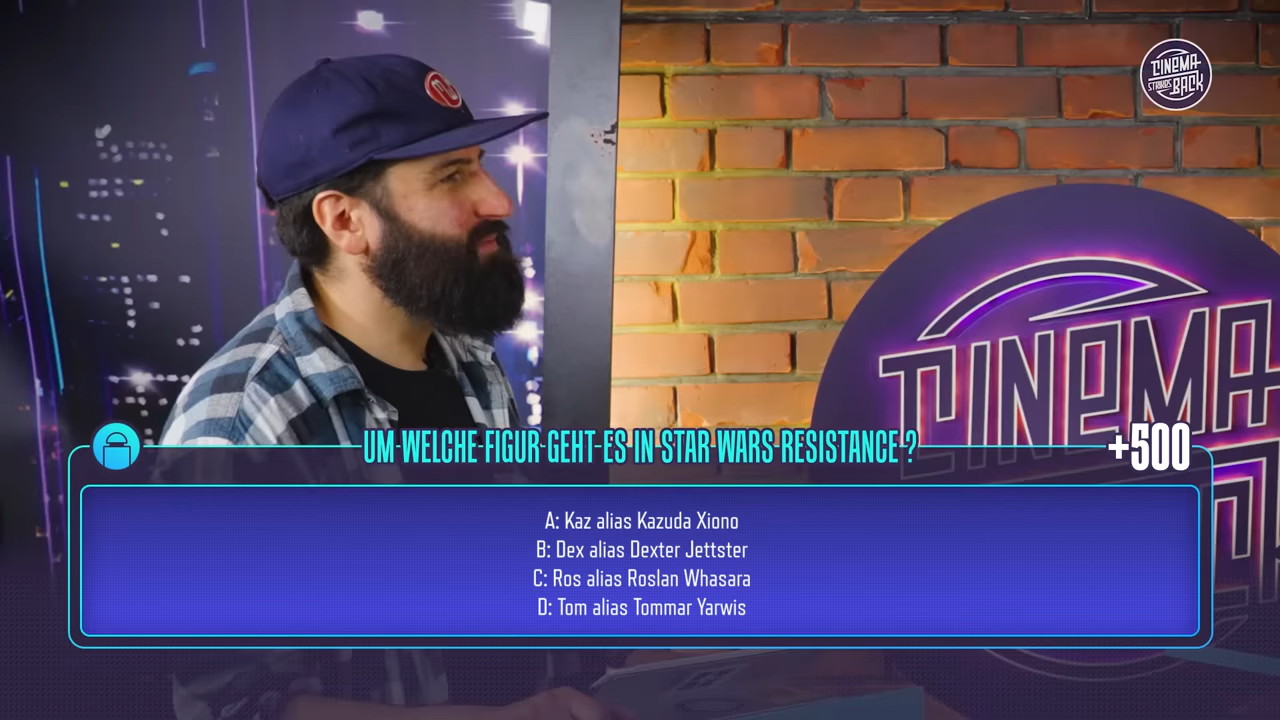 CINEMA
STRIKES
BACK
CINEMA
UM WELCHE FIGUR GEHT ES IN STAR WARS RESISTANCE ?
+500
A: Kaz alias Kazuda Xiono
B: Dex alias Dexter Jettster
C: Ros alias Roslan Whasara
D: Tom alias Tommar Yarwis